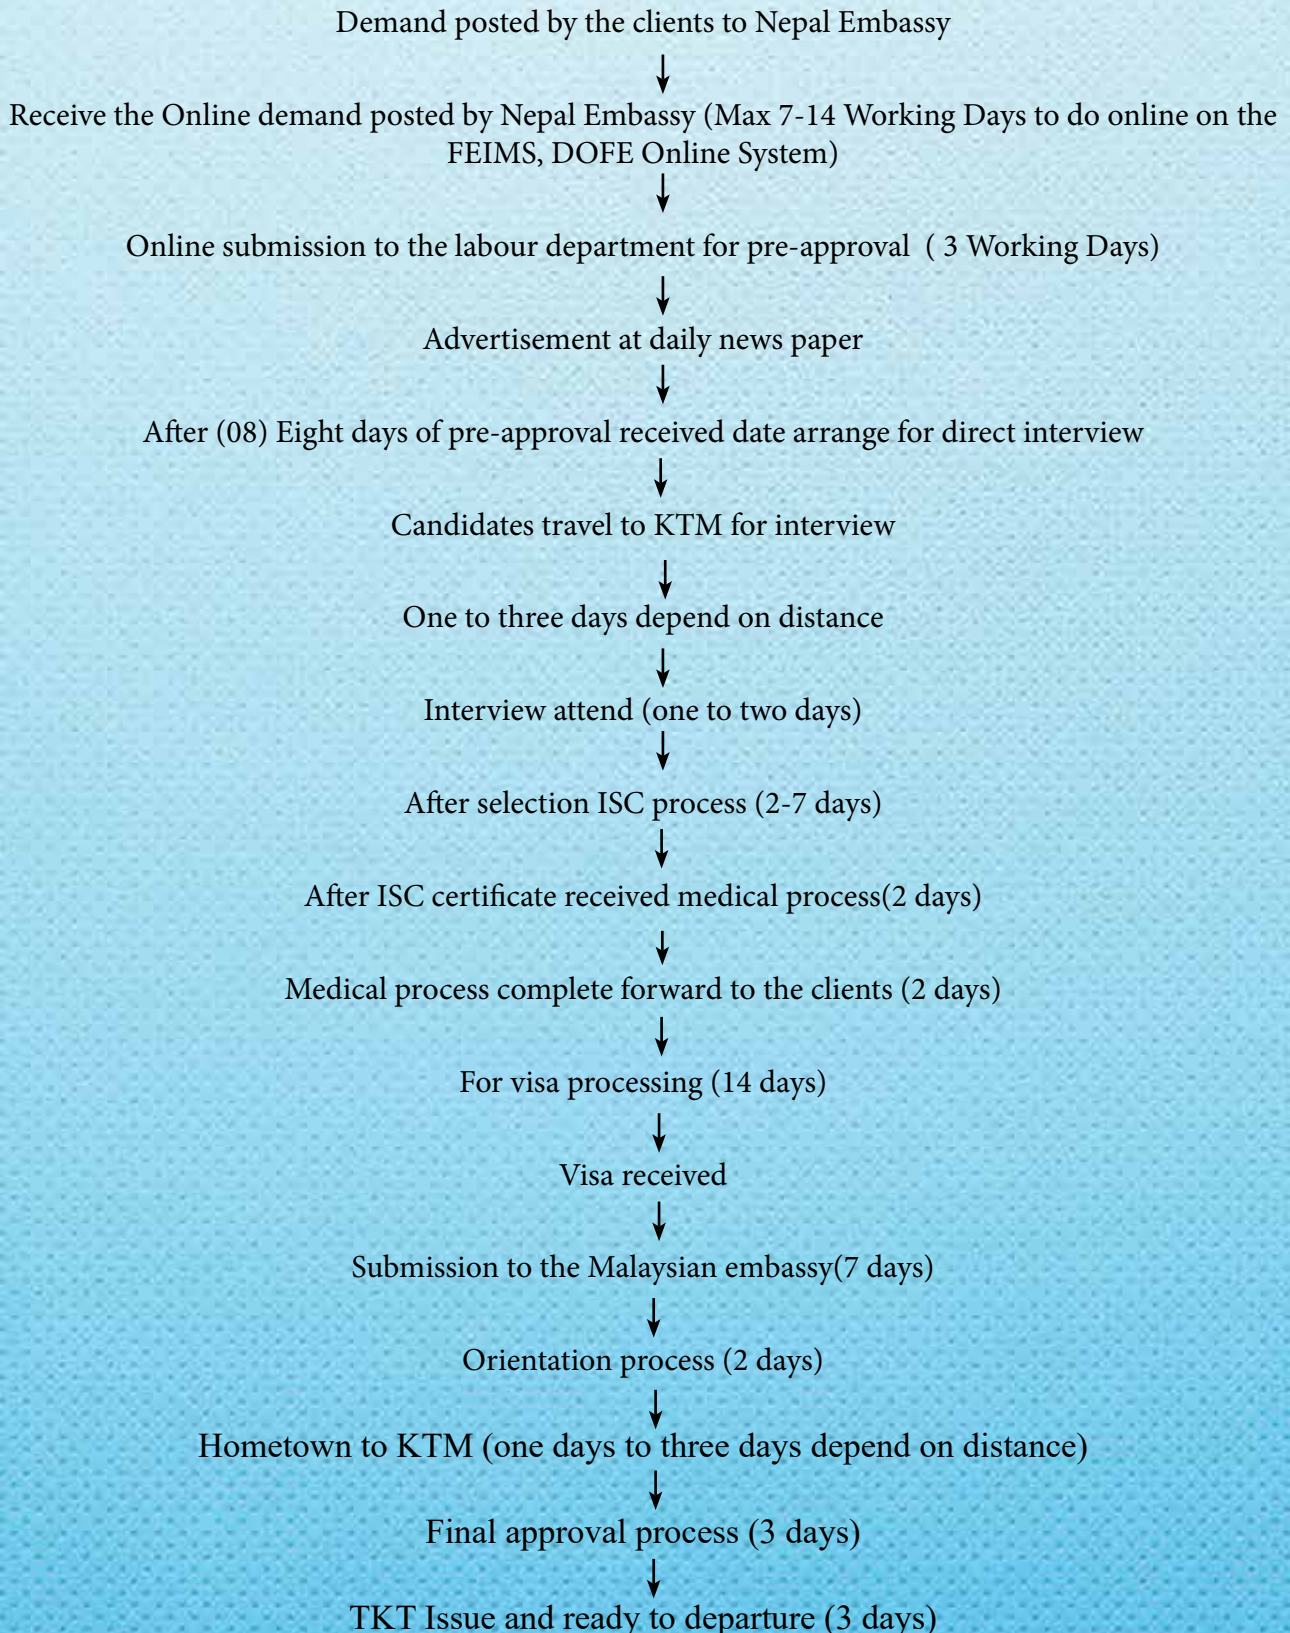 Demand posted by the clients to Nepal Embassy
Receive the Online demand posted by Nepal Embassy (Max 7-14 Working Days to do online on the
FEIMS, DOFE Online System)
Online submission to the labour department for pre-approval  ( 3 Working Days)
Advertisement at daily news paper
After (08) Eight days of pre-approval received date arrange for direct interview
Candidates travel to KTM for interview
One to three days depend on distance
Interview attend (one to two days)
After selection ISC process (2-7 days)
After ISC certificate received medical process(2 days)
Medical process complete forward to the clients (2 days)
For visa processing (14 days)
Visa received
Submission to the Malaysian embassy(7 days)
Orientation process (2 days)
Hometown to KTM (one days to three days depend on distance)
Final approval process (3 days)
TKT Issue and ready to departure (3 days)